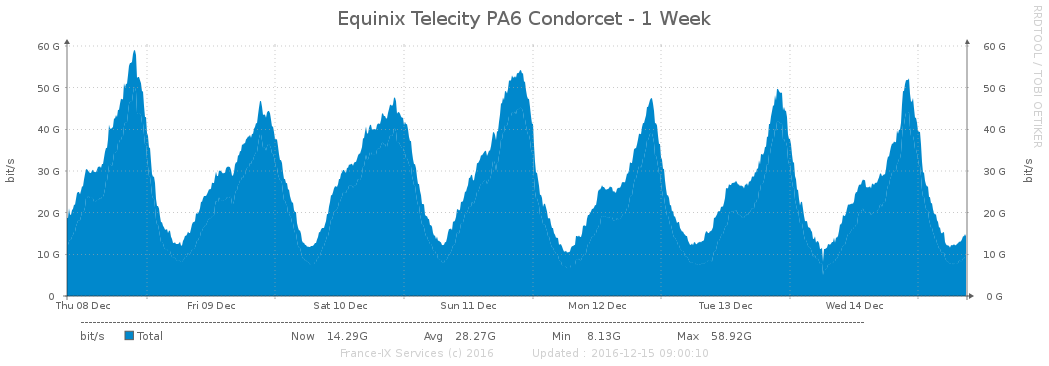 Equinix Telecity PA6 Condorcet - 1 Week
RRDTOOL / TOBI OETIKER
60 G 60 G
50 G 50 G
40 G 40 G
30 G 30 G
20 G 20 G
10 G 10 G
0 0 G
bit/s
bit/s
Thu 08 Dec Fri 09 Dec Sat 10 Dec Sun 11 Dec Mon 12 Dec Tue 13 Dec Wed 14 Dec
bit/s Total Now 14.29G Avg 28.27G Min 8.13G Max 58.92G
France-IX Services (c) 2016 Updated : 2016-12-15 09:00:10